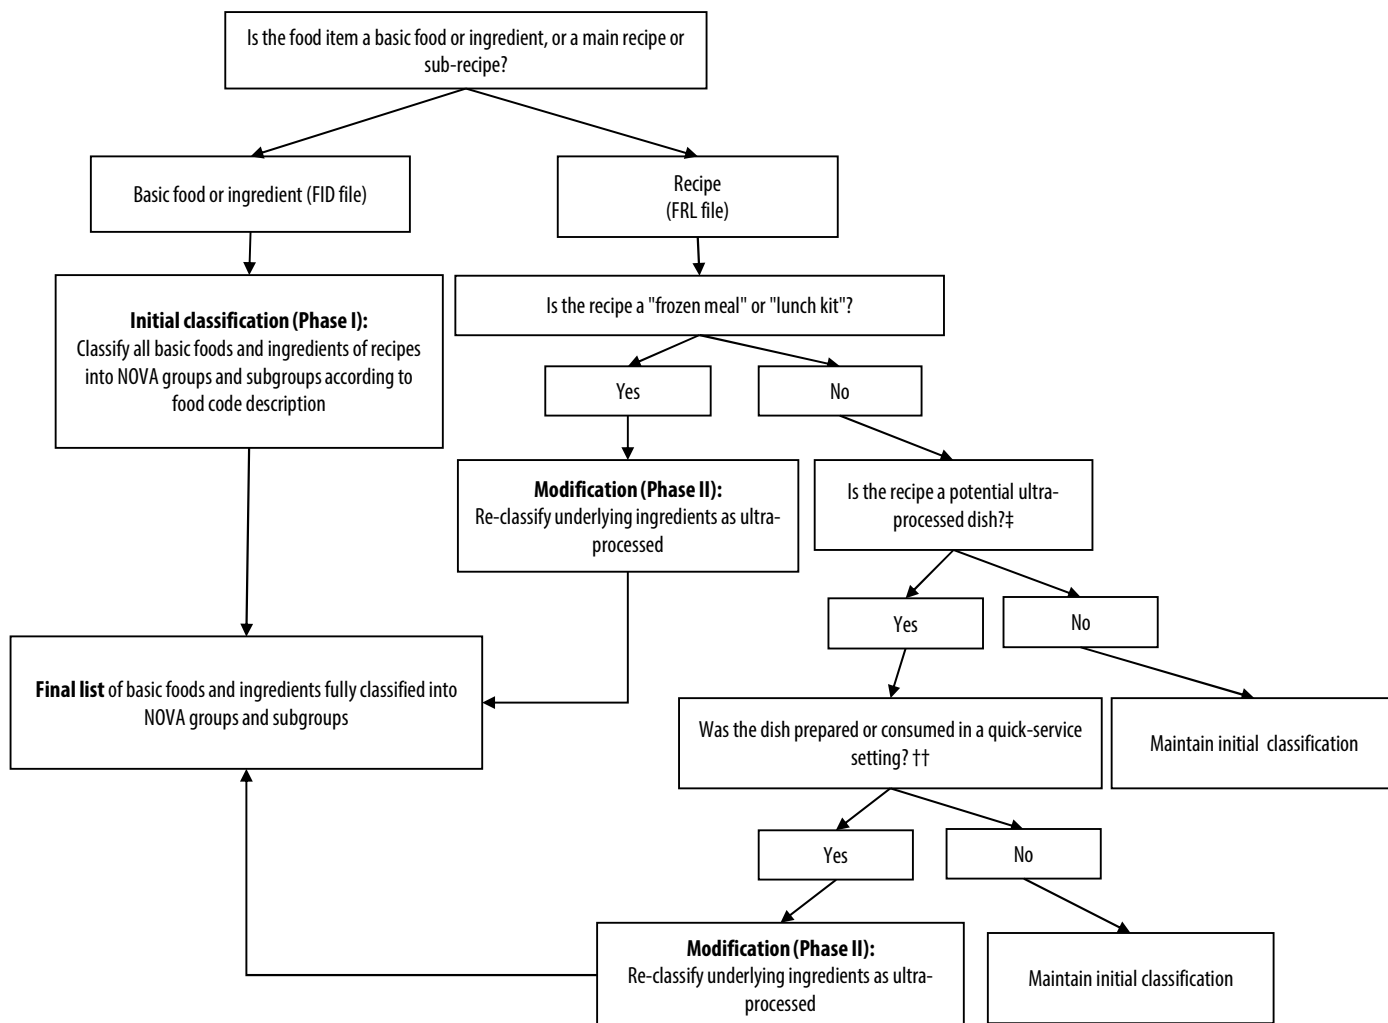 Is the food item a basic food or ingredient, or a main recipe or
sub-recipe?
Basic food or ingredient (FID file)
Recipe
(FRL file)
Initial classification (Phase I):
Classify all basic foods and ingredients of recipes
into NOVA groups and subgroups according to
food code description
Is the recipe a "frozen meal" or "lunch kit"?
Yes
No
Modification (Phase II):
Re-classify underlying ingredients as ultra-
processed
Is the recipe a potential ultra-
processed dish?‡
Yes
No
Final list of basic foods and ingredients fully classified into
NOVA groups and subgroups
Was the dish prepared or consumed in a quick-service
setting? ††
Maintain initial classification
Yes
No
Modification (Phase II):
Re-classify underlying ingredients as ultra-
processed
Maintain initial classification